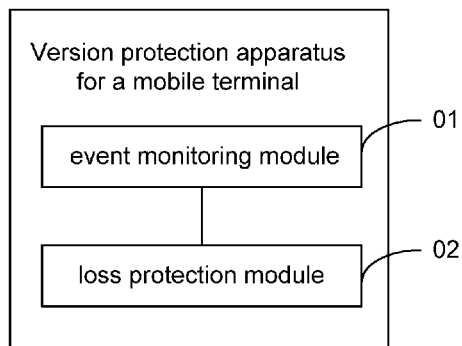 Version protection apparatus
for a mobile terminal
event monitoring module
01
loss protection module
02